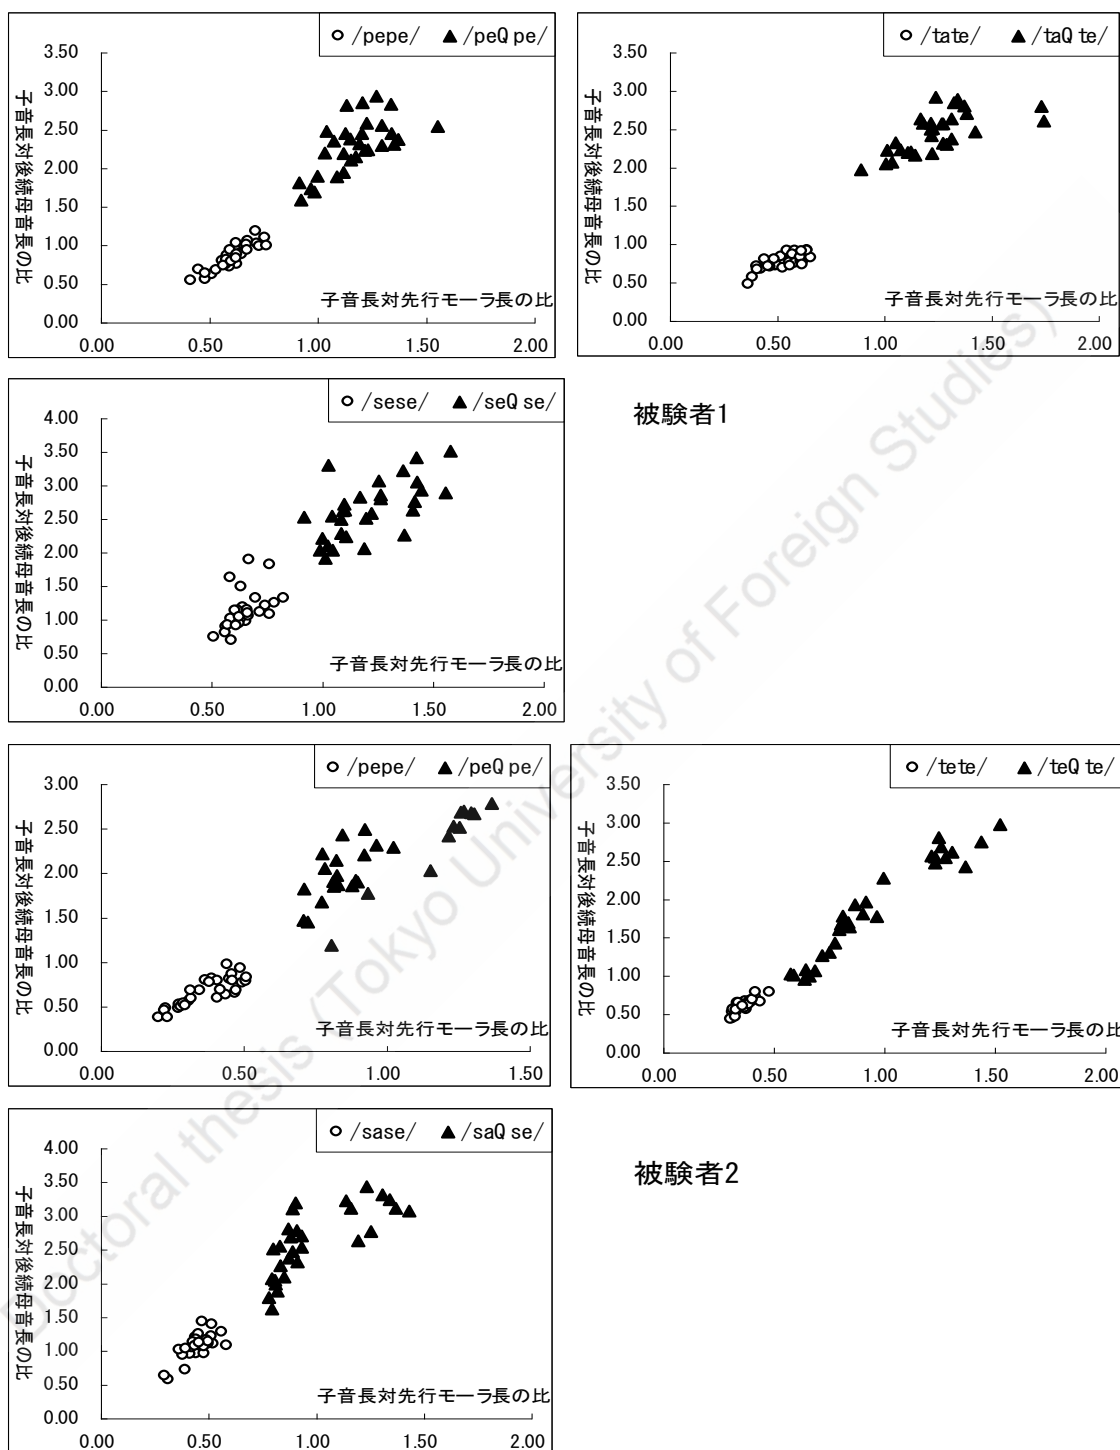 ○ /pepe/ ▲ /peQ pe/
3.50
3.00
2.50
2.00
1.50
1.00
0.50
0.00
子音長対後続母音長の比
子音長対先行モーラ長の比
0.00 0.50 1.00 1.50 2.00
○ /tate/ ▲ /taQ te/
3.50
3.00
2.50
2.00
1.50
1.00
0.50
0.00
子音長対後続母音長の比
子音長対先行モーラ長の比
0.00 0.50 1.00 1.50 2.00
○ /sese/ ▲ /seQ se/
4.00
3.50
3.00
2.50
2.00
1.50
1.00
0.50
0.00
子音長対後続母音長の比
子音長対先行モーラ長の比
0.00 0.50 1.00 1.50 2.00
被験者1
○ /pepe/ ▲ /peQ pe/
3.00
2.50
2.00
1.50
1.00
0.50
0.00
子音長対後続母音長の比
子音長対先行モーラ長の比
0.00 0.50 1.00 1.50
○ /tete/ ▲ /teQ te/
3.50
3.00
2.50
2.00
1.50
1.00
0.50
0.00
子音長対後続母音長の比
子音長対先行モーラ長の比
0.00 0.50 1.00 1.50 2.00
○ /sase/ ▲ /saQ se/
4.00
3.50
3.00
2.50
2.00
1.50
1.00
0.50
0.00
子音長対後続母音長の比
子音長対先行モーラ長の比
0.00 0.50 1.00 1.50 2.00
被験者2
Doctoral thesis (Tokyo University of Foreign Studies)